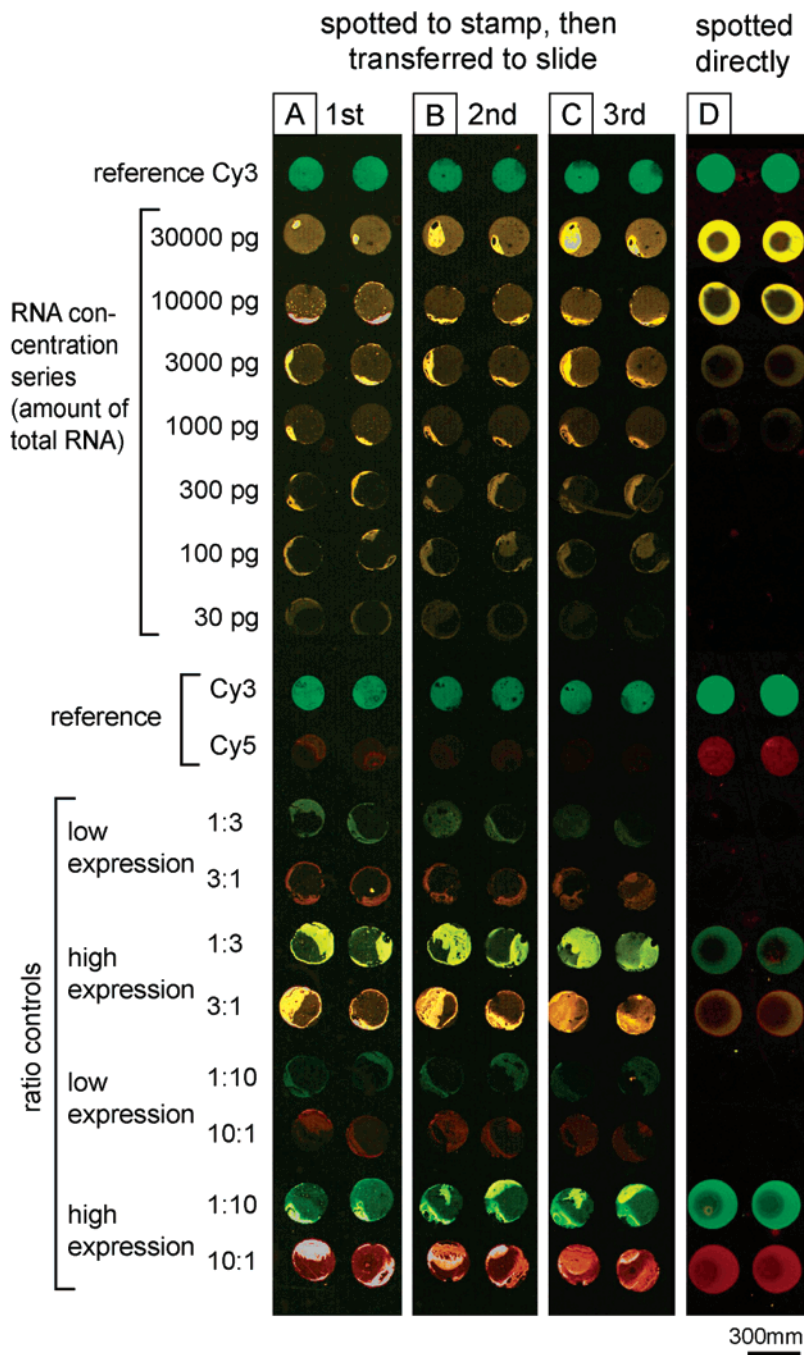 spotted to stamp, then
transferred to slide
spotted
directly
A 1st
B 2nd
C 3rd
D
reference Cy3
RNA con-
centration
series
(amount of
total RNA)
30000 pg
10000 pg
3000 pg
1000 pg
300 pg
100 pg
30 pg
reference
Cy3
Cy5
ratio controls
low
expression
1:3
3:1
high
expression
1:3
3:1
low
expression
1:10
10:1
high
expression
1:10
10:1
300mm